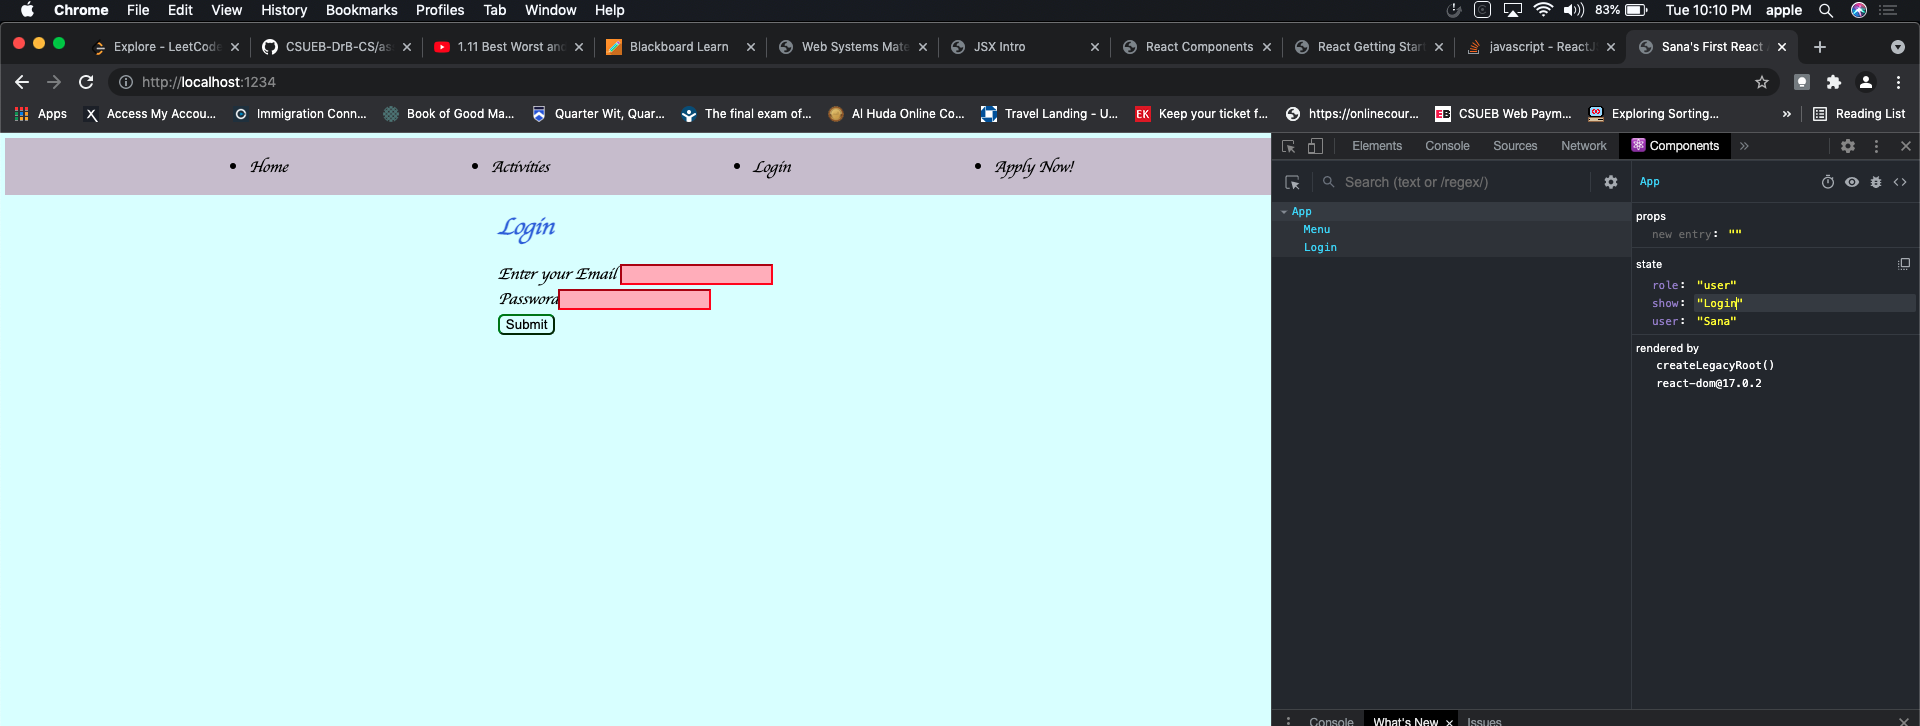 Chrome File Edit View History Bookmarks Profiles Tab Window Help 83% Tue 10:10 PM apple
Explore - LeetCode CSUEB-DrB-CS/as 1.11 Best Worst and Blackboard Learn Web Systems Mate JSX Intro React Components React Getting Star javascript - ReactJ Sana's First React A
http://localhost:1234
Apps Access My Accou... Immigration Conn... Book of Good Ma... Quarter Wit, Quar... The final exam of... Al Huda Online Co... Travel Landing - U... EK Keep your ticket f... https://onlinecour... EB CSUEB Web Paym... Exploring Sorting... » Reading List
Home Activities Login Apply Now!
Login
Enter your Email
Password
Submit
Elements Console Sources Network Components »
Search (text or /regex/)
App
Menu
Login
App
props
new entry: ""
state
role: "user"
show: "Login"
user: "Sana"
rendered by
createLegacyRoot()
react-dom@17.0.2
Console What's New Issues